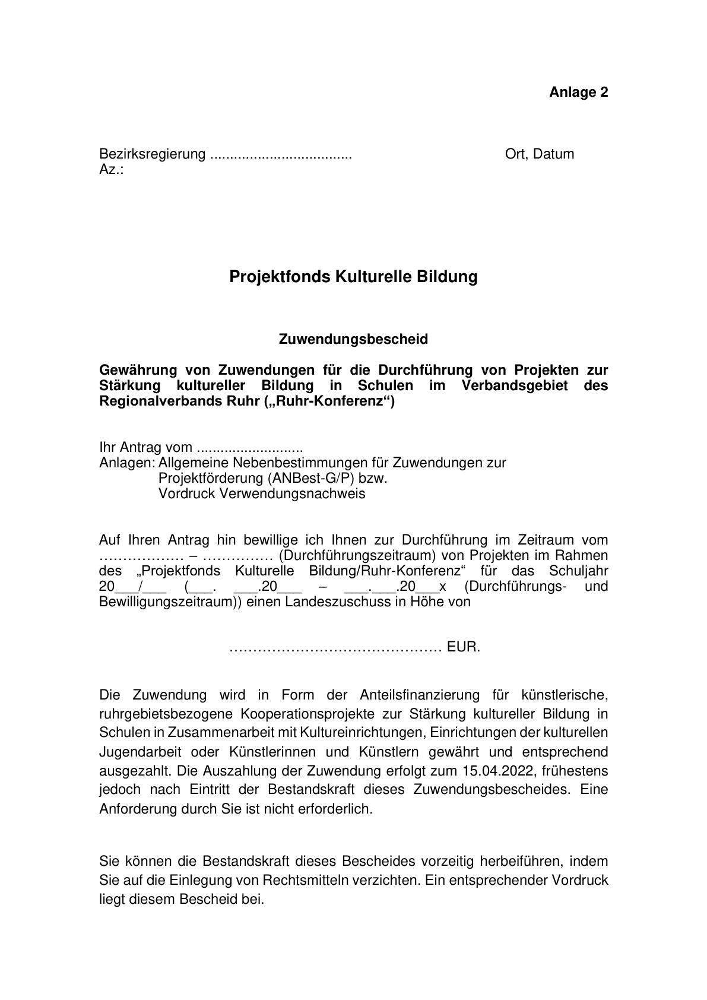 Anlage 2
Bezirksregierung .................................... Ort, Datum
Az.:
Projektfonds Kulturelle Bildung
Zuwendungsbescheid
Gewährung von Zuwendungen für die Durchführung von Projekten zur
Stärkung kultureller Bildung in Schulen im Verbandsgebiet des
Regionalverbands Ruhr („Ruhr-Konferenz“)
Ihr Antrag vom ...........................
Anlagen: Allgemeine Nebenbestimmungen für Zuwendungen zur
Projektförderung (ANBest-G/P) bzw.
Vordruck Verwendungsnachweis
Auf Ihren Antrag hin bewillige ich Ihnen zur Durchführung im Zeitraum vom
……………… – …………… (Durchführungszeitraum) von Projekten im Rahmen
des „Projektfonds Kulturelle Bildung/Ruhr-Konferenz“ für das Schuljahr
20___/___ (___. ___.20___ – ___.___.20___x (Durchführungs- und
Bewilligungszeitraum)) einen Landeszuschuss in Höhe von
……………………………………… EUR.
Die Zuwendung wird in Form der Anteilsfinanzierung für künstlerische,
ruhrgebietsbezogene Kooperationsprojekte zur Stärkung kultureller Bildung in
Schulen in Zusammenarbeit mit Kultureinrichtungen, Einrichtungen der kulturellen
Jugendarbeit oder Künstlerinnen und Künstlern gewährt und entsprechend
ausgezahlt. Die Auszahlung der Zuwendung erfolgt zum 15.04.2022, frühestens
jedoch nach Eintritt der Bestandskraft dieses Zuwendungsbescheides. Eine
Anforderung durch Sie ist nicht erforderlich.
Sie können die Bestandskraft dieses Bescheides vorzeitig herbeiführen, indem
Sie auf die Einlegung von Rechtsmitteln verzichten. Ein entsprechender Vordruck
liegt diesem Bescheid bei.